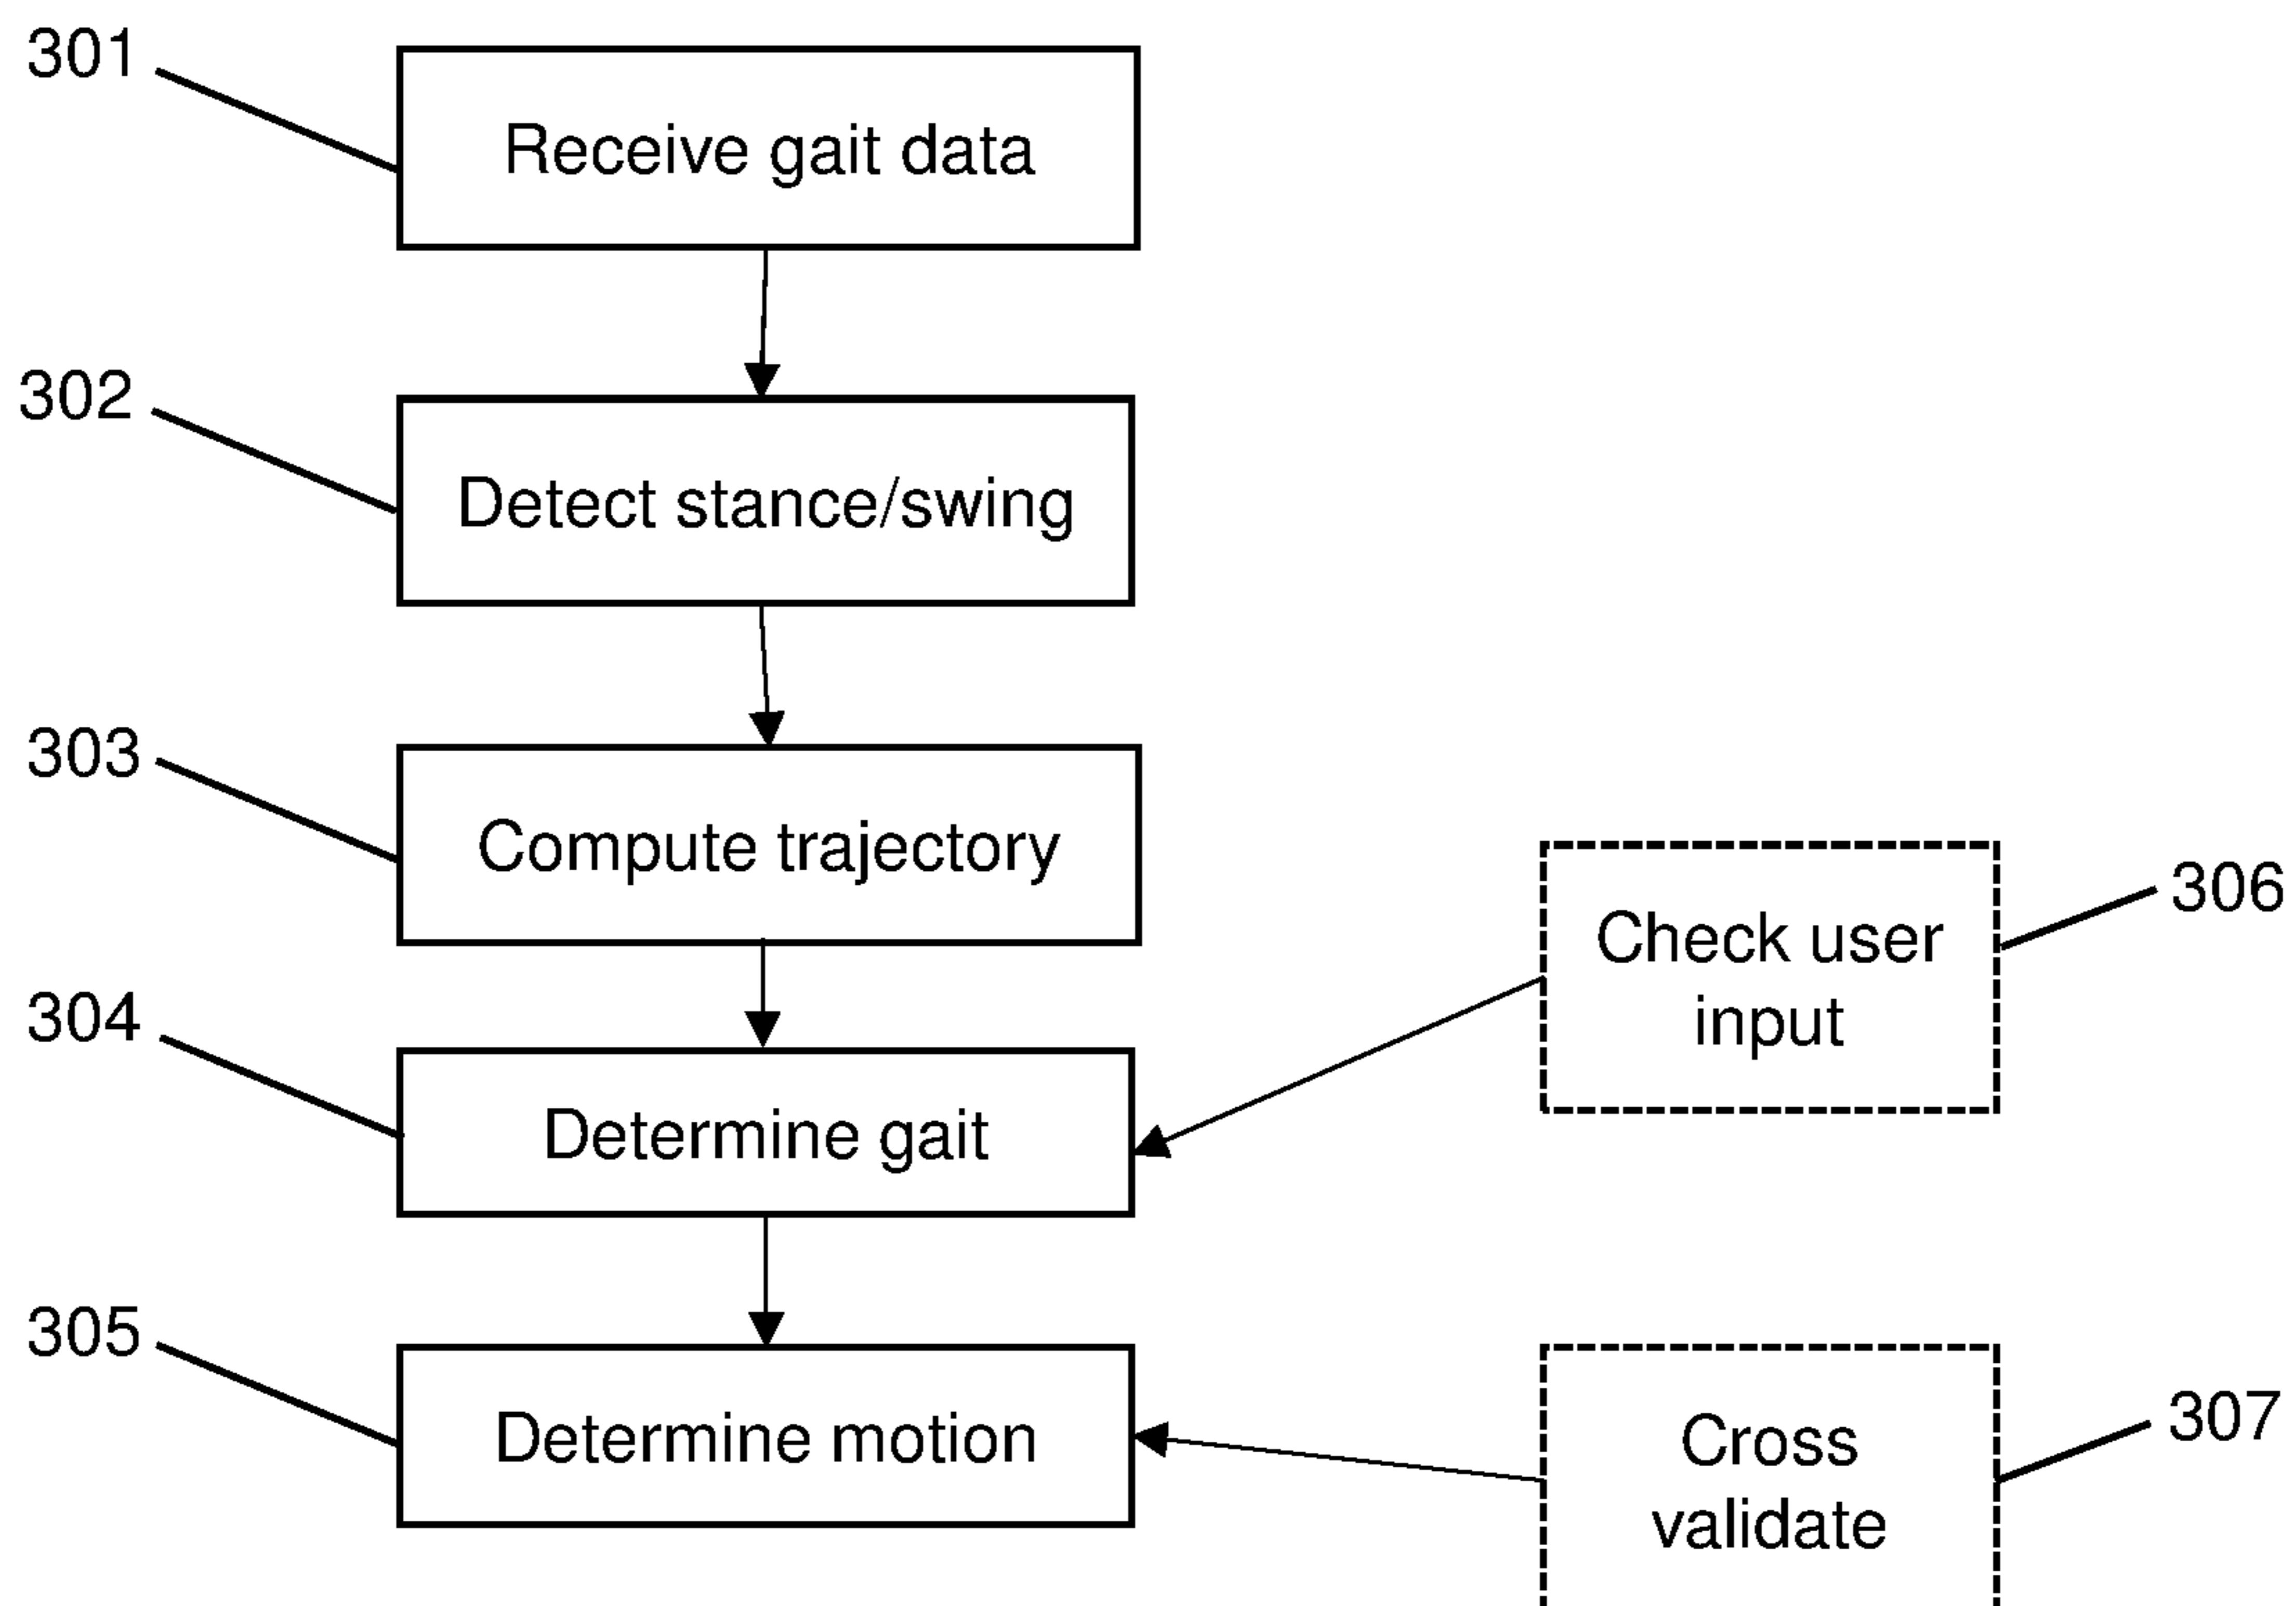 301
Receive gait data
302
Detect stance/swing
303
Compute trajectory
306
Check user
input
304
Determine gait
305
Determine motion
307
Cross
validate